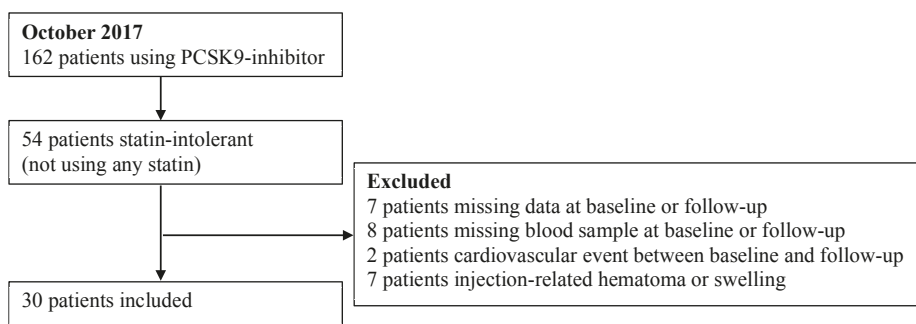 October 2017
162 patients using PCSK9-inhibitor
54 patients statin-intolerant
(not using any statin)
Excluded
7 patients missing data at baseline or follow-up
8 patients missing blood sample at baseline or follow-up
2 patients cardiovascular event between baseline and follow-up
7 patients injection-related hematoma or swelling
30 patients included